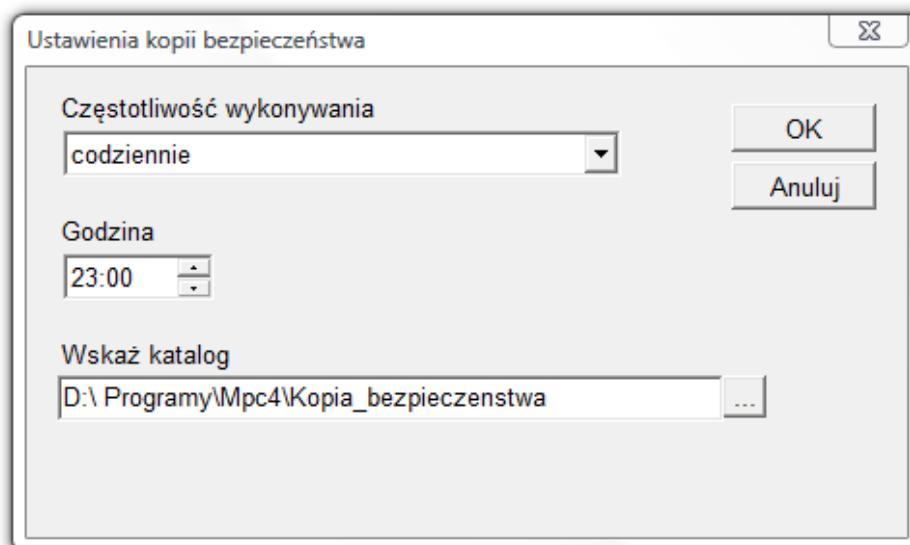 Ustawienia kopii bezpieczeństwa
Częstotliwość wykonywania
codziennie
OK
Anuluj
Godzina
23:00
Wskaż katalog
D:\ Programy\Mpc4\Kopia_bezpieczenstwa
...